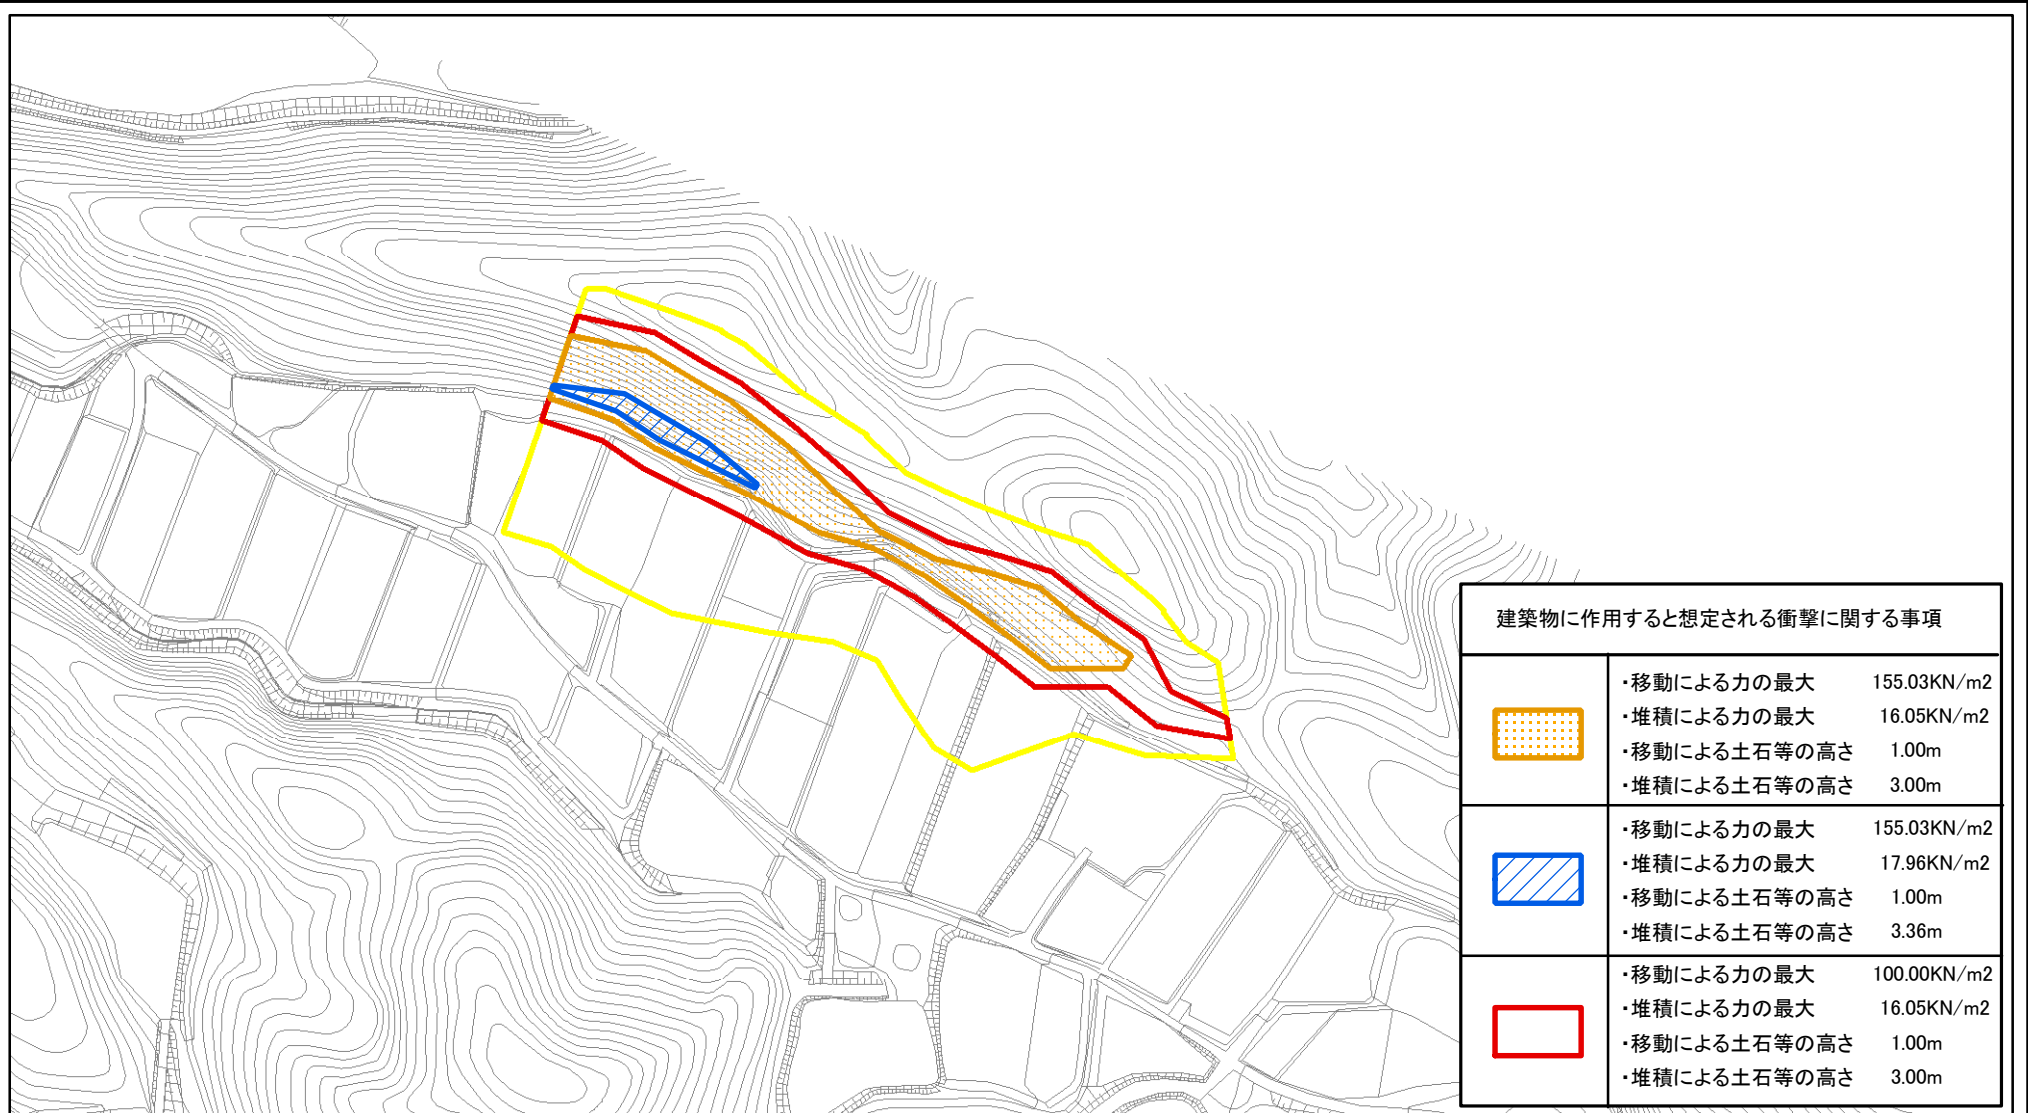 建築物に作用すると想定される衝撃に関する事項
・移動による力の最大 155.03KN/m2
・堆積による力の最大 16.05KN/m2
・移動による土石等の高さ 1.00m
・堆積による土石等の高さ 3.00m
・移動による力の最大 155.03KN/m2
・堆積による力の最大 17.96KN/m2
・移動による土石等の高さ 1.00m
・堆積による土石等の高さ 3.36m
・移動による力の最大 100.00KN/m2
・堆積による力の最大 16.05KN/m2
・移動による土石等の高さ 1.00m
・堆積による土石等の高さ 3.00m